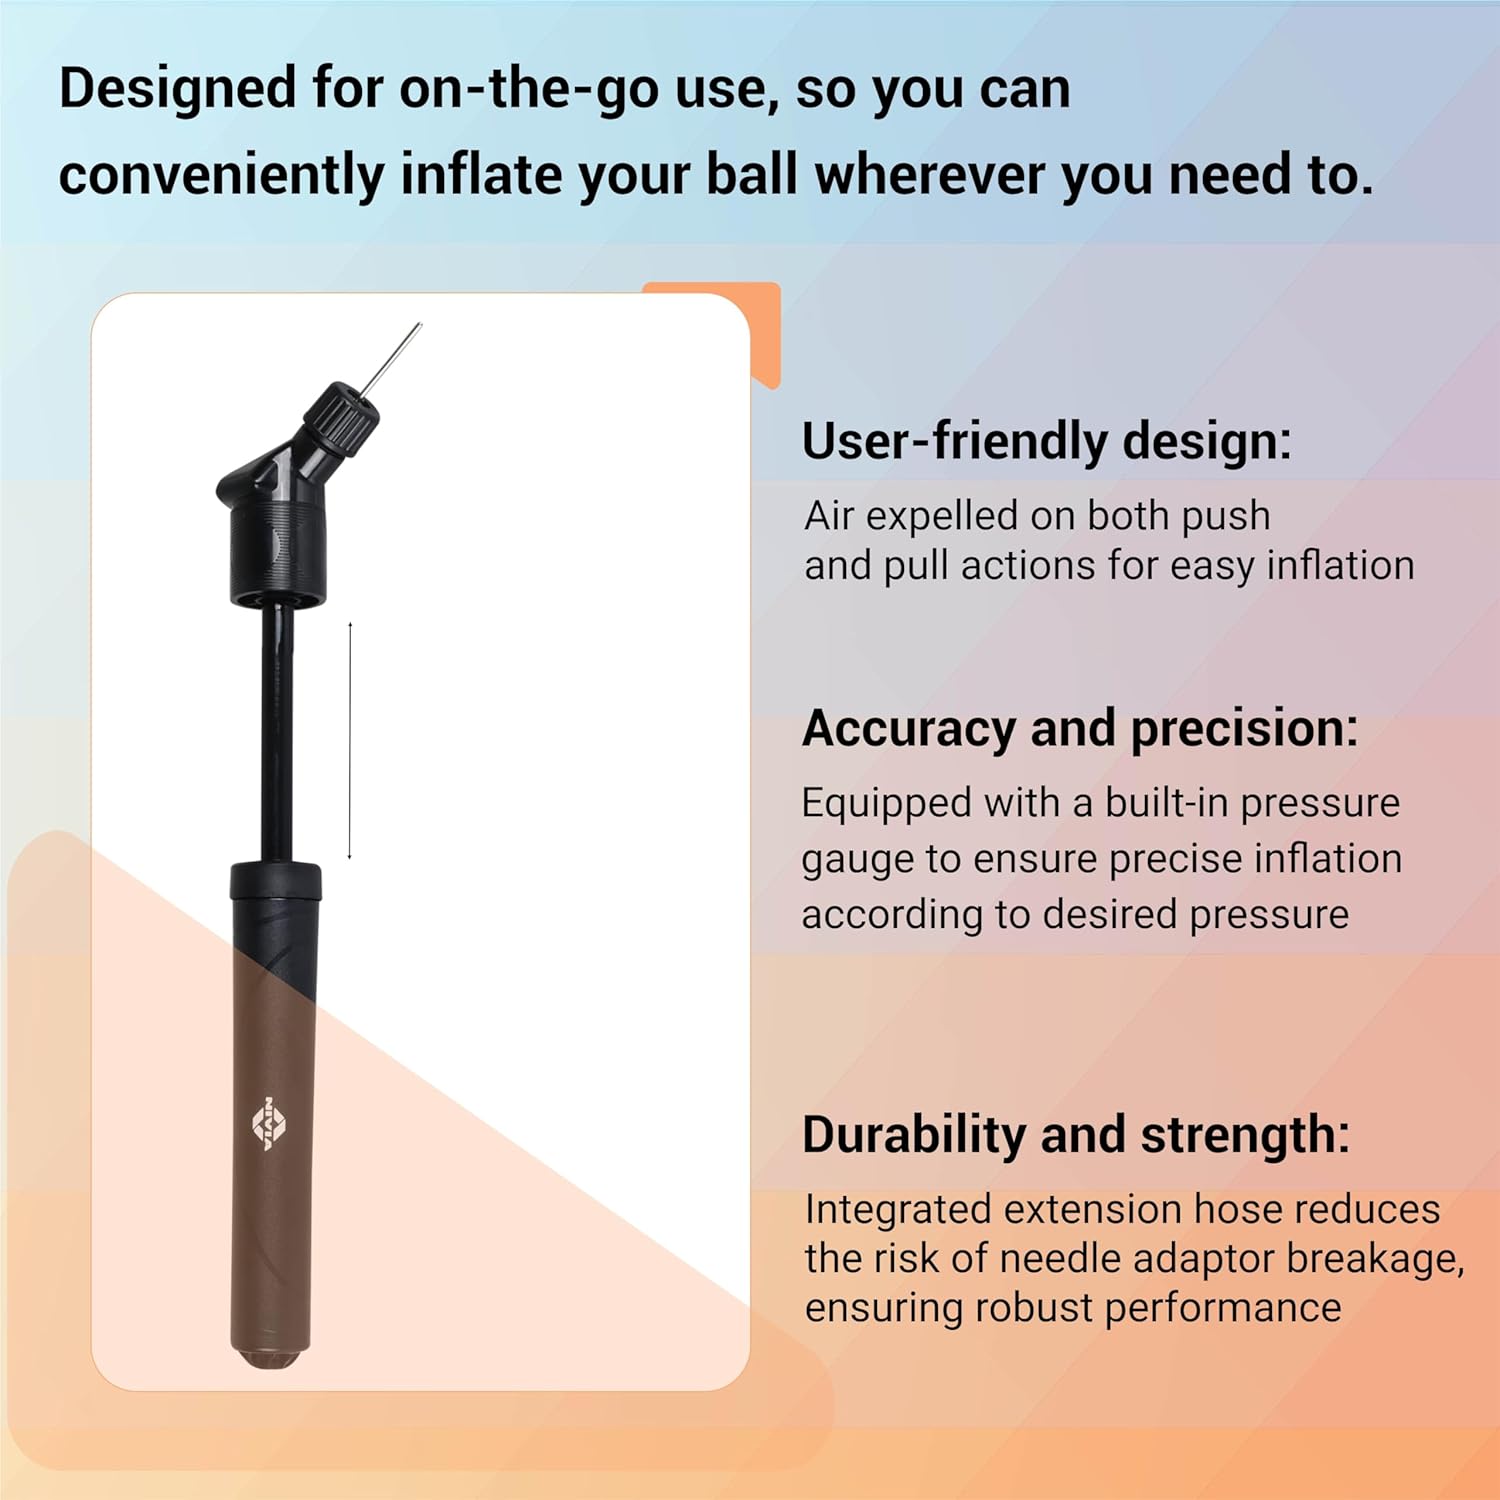 Designed for on-the-go use, so you can
conveniently inflate your ball wherever you need to.
User-friendly design:
Air expelled on both push
and pull actions for easy inflation
Accuracy and precision:
Equipped with a built-in pressure
gauge to ensure precise inflation
according to desired pressure
NIVIA
Durability and strength:
Integrated extension hose reduces
the risk of needle adaptor breakage,
ensuring robust performance